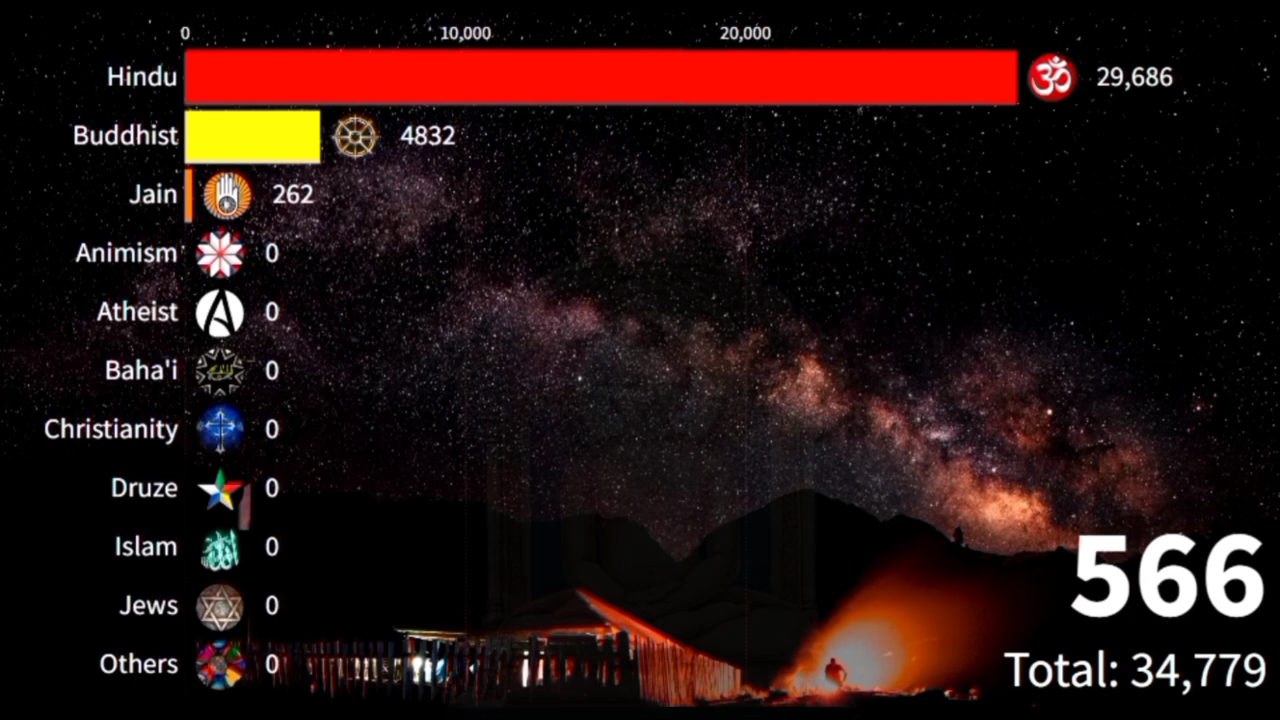 0 10,000 20,000
Hindu ॐ 29,686
Buddhist 4832
Jain 262
Animism 0
Atheist 0
Baha'i 0
Christianity 0
Druze 0
Islam 0
Jews 0
Others 0
566
Total: 34,779